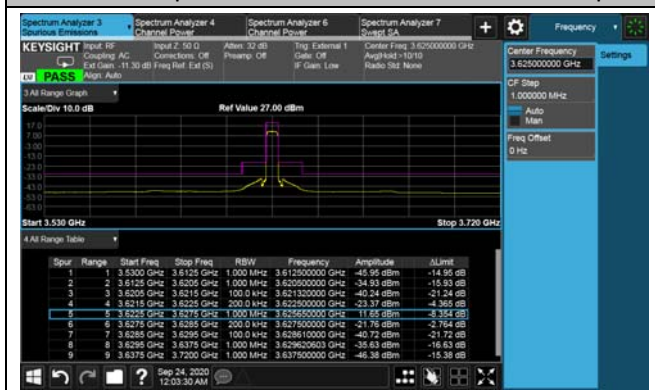 Spectrum Analyzer 3
Spurious Emissions
Spectrum Analyzer 4
Channel Power
Spectrum Analyzer 6
Channel Power
Spectrum Analyzer 7
Swept SA
Frequency
KEYSIGHT
Input: RF
Coupling: AC
Ext Gain: -11.30 dB
Align: Auto
Input Z: 50 Ω
Corrections: Off
Freq Ref: Ext (S)
Atten: 32 dB
Preamp: Off
Trig: External 1
Gate: Off
IF Gain: Low
Center Freq: 3.625000000 GHz
Avg|Hold:>10/10
Radio Std: None
PASS
3 All Range Graph
Scale/Div 10.0 dB
Ref Value 27.00 dBm
17.0
7.00
-3.00
-13.0
-23.0
-33.0
-43.0
-53.0
-63.0
Start 3.530 GHz
Stop 3.720 GHz
4 All Range Table
Spur Range Start Freq Stop Freq RBW Frequency Amplitude ΔLimit
1 1 3.5300 GHz 3.6125 GHz 1.000 MHz 3.612500000 GHz -45.95 dBm -14.95 dB
2 2 3.6125 GHz 3.6205 GHz 1.000 MHz 3.620500000 GHz -34.93 dBm -15.93 dB
3 3 3.6205 GHz 3.6215 GHz 100.0 kHz 3.621320000 GHz -40.24 dBm -21.24 dB
4 4 3.6215 GHz 3.6225 GHz 200.0 kHz 3.622500000 GHz -23.37 dBm -4.365 dB
5 5 3.6225 GHz 3.6275 GHz 1.000 MHz 3.625650000 GHz 11.65 dBm -8.354 dB
6 6 3.6275 GHz 3.6285 GHz 200.0 kHz 3.627500000 GHz -21.76 dBm -2.764 dB
7 7 3.6285 GHz 3.6295 GHz 100.0 kHz 3.628610000 GHz -40.72 dBm -21.72 dB
8 8 3.6295 GHz 3.6375 GHz 1.000 MHz 3.629620603 GHz -35.63 dBm -16.63 dB
9 9 3.6375 GHz 3.7200 GHz 1.000 MHz 3.637500000 GHz -46.38 dBm -15.38 dB
Sep 24, 2020
12:03:30 AM
Center Frequency
3.625000000 GHz
Settings
CF Step
1.000000 MHz
Auto
Man
Freq Offset
0 Hz